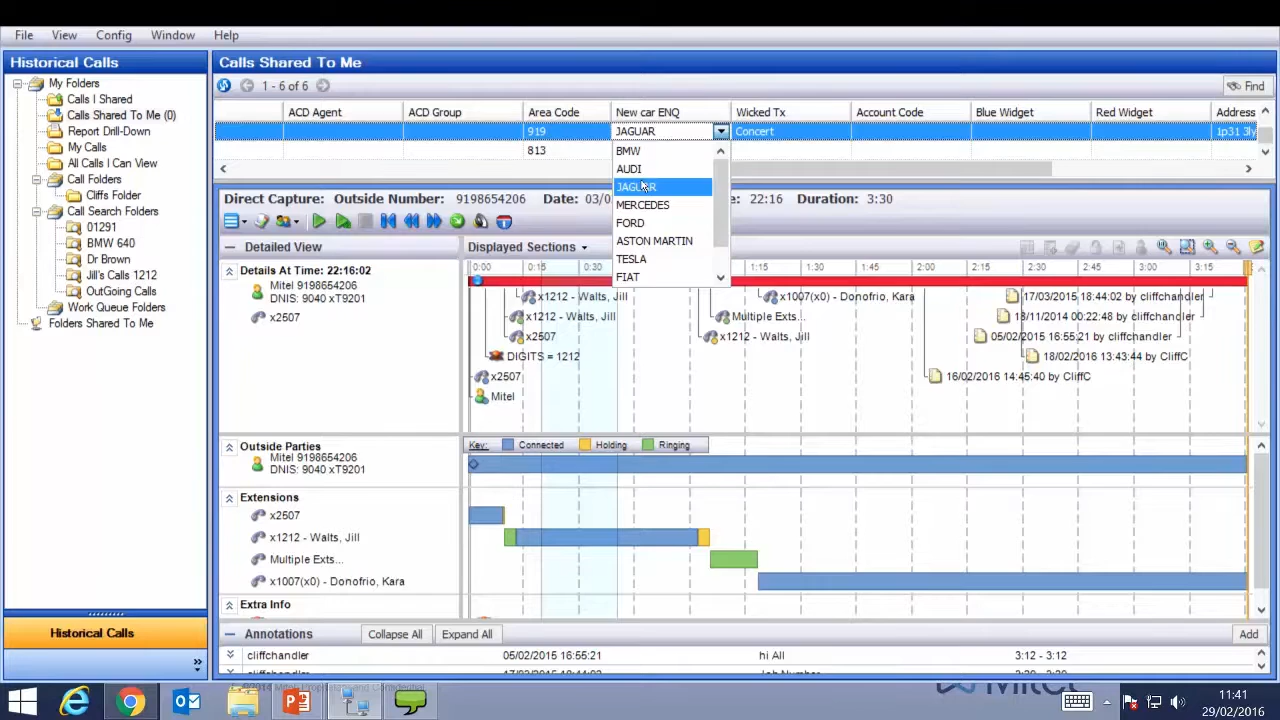 File View Config Window Help
Historical Calls
My Folders
Calls I Shared
Calls Shared To Me (0)
Report Drill-Down
My Calls
All Calls I Can View
Call Folders
Cliffs Folder
Call Search Folders
01291
BMW 640
Dr Brown
Jill's Calls 1212
OutGoing Calls
Work Queue Folders
Folders Shared To Me
Historical Calls
Calls Shared To Me
1 - 6 of 6
Find
ACD Agent ACD Group Area Code New car ENQ Wicked Tx Account Code Blue Widget Red Widget Address
919 JAGUAR Concert 1p31 3ly
813
BMW
AUDI
JAGUAR
MERCEDES
FORD
ASTON MARTIN
TESLA
FIAT
Direct Capture: Outside Number: 9198654206 Date: 03/0 22:16 Duration: 3:30
Detailed View
Displayed Sections
Details At Time: 22:16:02
Mitel 9198654206
DNIS: 9040 xT9201
x2507
0:00 0:15 0:30 1:15 1:30 1:45 2:00 2:15 2:30 2:45 3:00 3:15
x1212 - Walts, Jill x1007(x0) - Donofrio, Kara 17/03/2015 18:44:02 by cliffchandler
x1212 - Walts, Jill Multiple Exts... 18/11/2014 00:22:48 by cliffchandler
x2507 x1212 - Walts, Jill 05/02/2015 16:55:21 by cliffchandler
DIGITS = 1212 18/02/2016 13:43:44 by CliffC
x2507 16/02/2016 14:45:40 by CliffC
Mitel
Key: Connected Holding Ringing
Outside Parties
Mitel 9198654206
DNIS: 9040 xT9201
Extensions
x2507
x1212 - Walts, Jill
Multiple Exts...
x1007(x0) - Donofrio, Kara
Extra Info
Annotations Collapse All Expand All Add
cliffchandler 05/02/2015 16:55:21 hi All 3:12 - 3:12
Mitel
11:41
29/02/2016